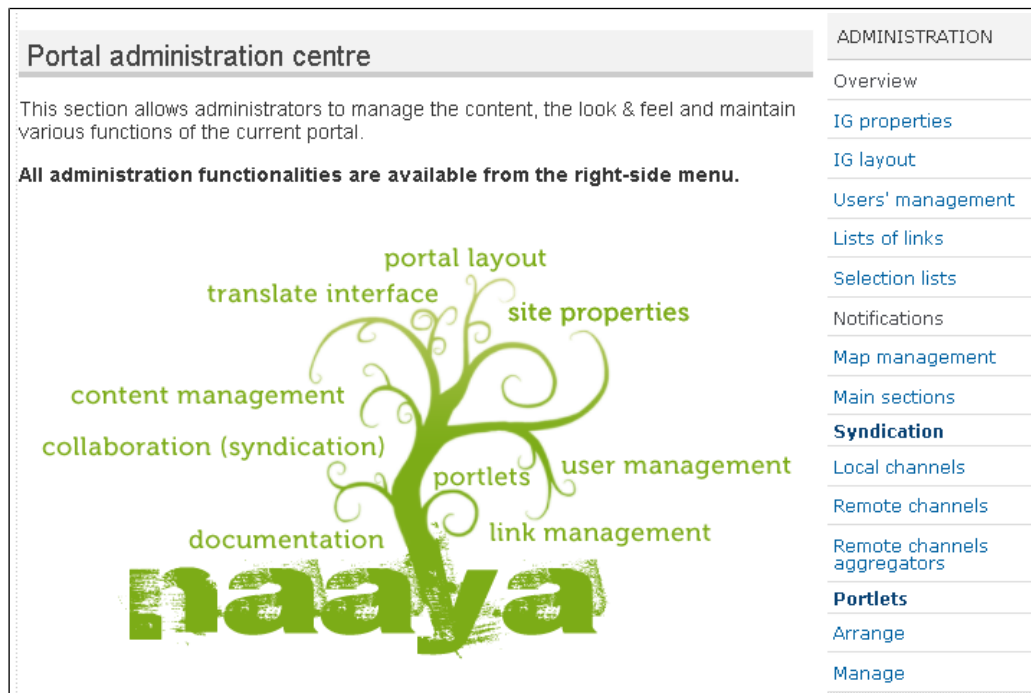 Portal administration centre
This section allows administrators to manage the content, the look & feel and maintain
various functions of the current portal.
All administration functionalities are available from the right-side menu.
portal layout
translate interface
site properties
content management
collaboration (syndication)
portlets
user management
documentation
link management
naaya
ADMINISTRATION
Overview
IG properties
IG layout
Users' management
Lists of links
Selection lists
Notifications
Map management
Main sections
Syndication
Local channels
Remote channels
Remote channels
aggregators
Portlets
Arrange
Manage